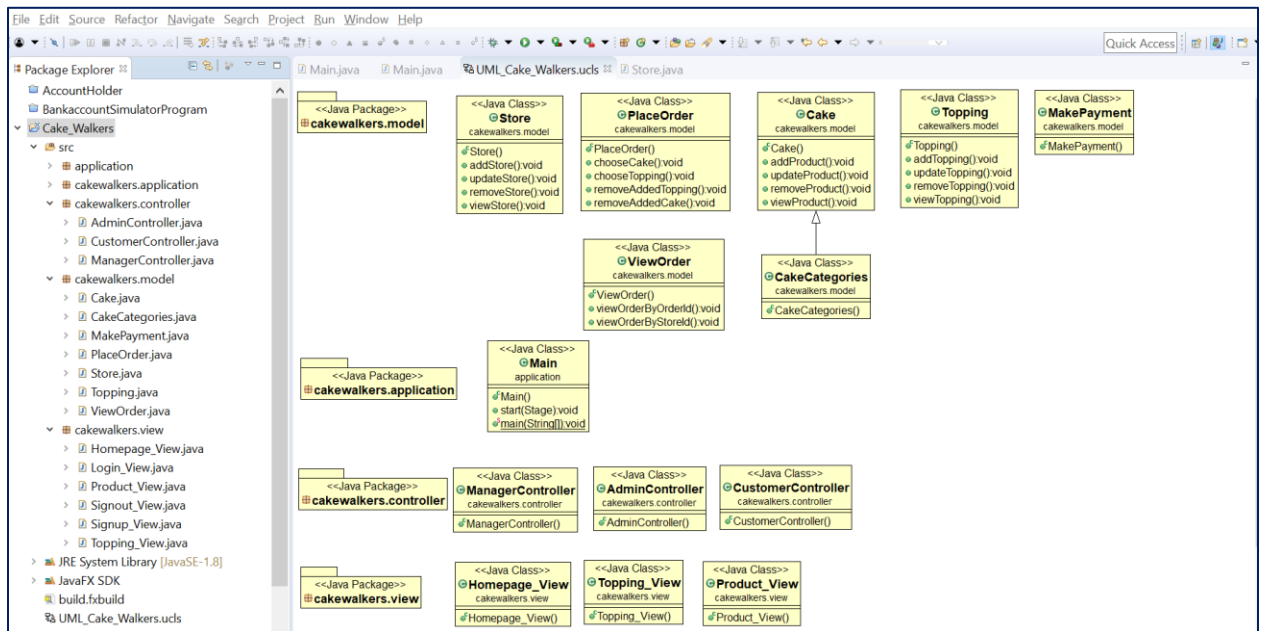 File Edit Source Refactor Navigate Search Project Run Window Help
Quick Access
Package Explorer
Main.java
Main.java
UML_Cake_Walkers.ucls
Store.java
AccountHolder
BankaccountSimulatorProgram
Cake_Walkers
src
application
cakewalkers.application
cakewalkers.controller
AdminController.java
CustomerController.java
ManagerController.java
cakewalkers.model
Cake.java
CakeCategories.java
MakePayment.java
PlaceOrder.java
Store.java
Topping.java
ViewOrder.java
cakewalkers.view
Homepage_View.java
Login_View.java
Product_View.java
Signout_View.java
Signup_View.java
Topping_View.java
JRE System Library [JavaSE-1.8]
JavaFX SDK
build.fxbuild
UML_Cake_Walkers.ucls
<<Java Package>>
cakewalkers.model
<<Java Class>>
Store
cakewalkers.model
Store()
addStore():void
updateStore():void
removeStore():void
viewStore():void
<<Java Class>>
PlaceOrder
cakewalkers.model
PlaceOrder()
chooseCake():void
chooseTopping():void
removeAddedTopping():void
removeAddedCake():void
<<Java Class>>
Cake
cakewalkers.model
Cake()
addProduct():void
updateProduct():void
removeProduct():void
viewProduct():void
<<Java Class>>
Topping
cakewalkers.model
Topping()
addTopping():void
updateTopping():void
removeTopping():void
viewTopping():void
<<Java Class>>
MakePayment
cakewalkers.model
MakePayment()
<<Java Class>>
ViewOrder
cakewalkers.model
ViewOrder()
viewOrderByOrderId():void
viewOrderByStoreId():void
<<Java Class>>
CakeCategories
cakewalkers.model
CakeCategories()
<<Java Package>>
cakewalkers.application
<<Java Class>>
Main
application
Main()
start(Stage):void
main(String[]):void
<<Java Package>>
cakewalkers.controller
<<Java Class>>
ManagerController
cakewalkers.controller
ManagerController()
<<Java Class>>
AdminController
cakewalkers.controller
AdminController()
<<Java Class>>
CustomerController
cakewalkers.controller
CustomerController()
<<Java Package>>
cakewalkers.view
<<Java Class>>
Homepage_View
cakewalkers.view
Homepage_View()
<<Java Class>>
Topping_View
cakewalkers.view
Topping_View()
<<Java Class>>
Product_View
cakewalkers.view
Product_View()